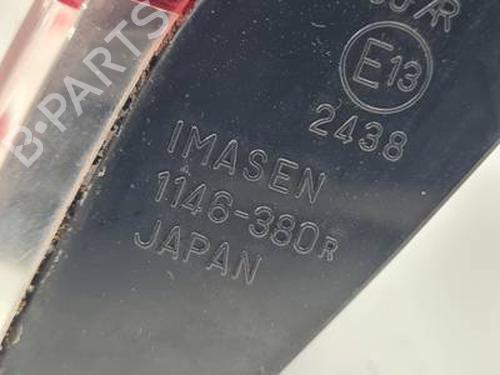 E13
2438
IMASEN
1146-380R
JAPAN
B-PARTS